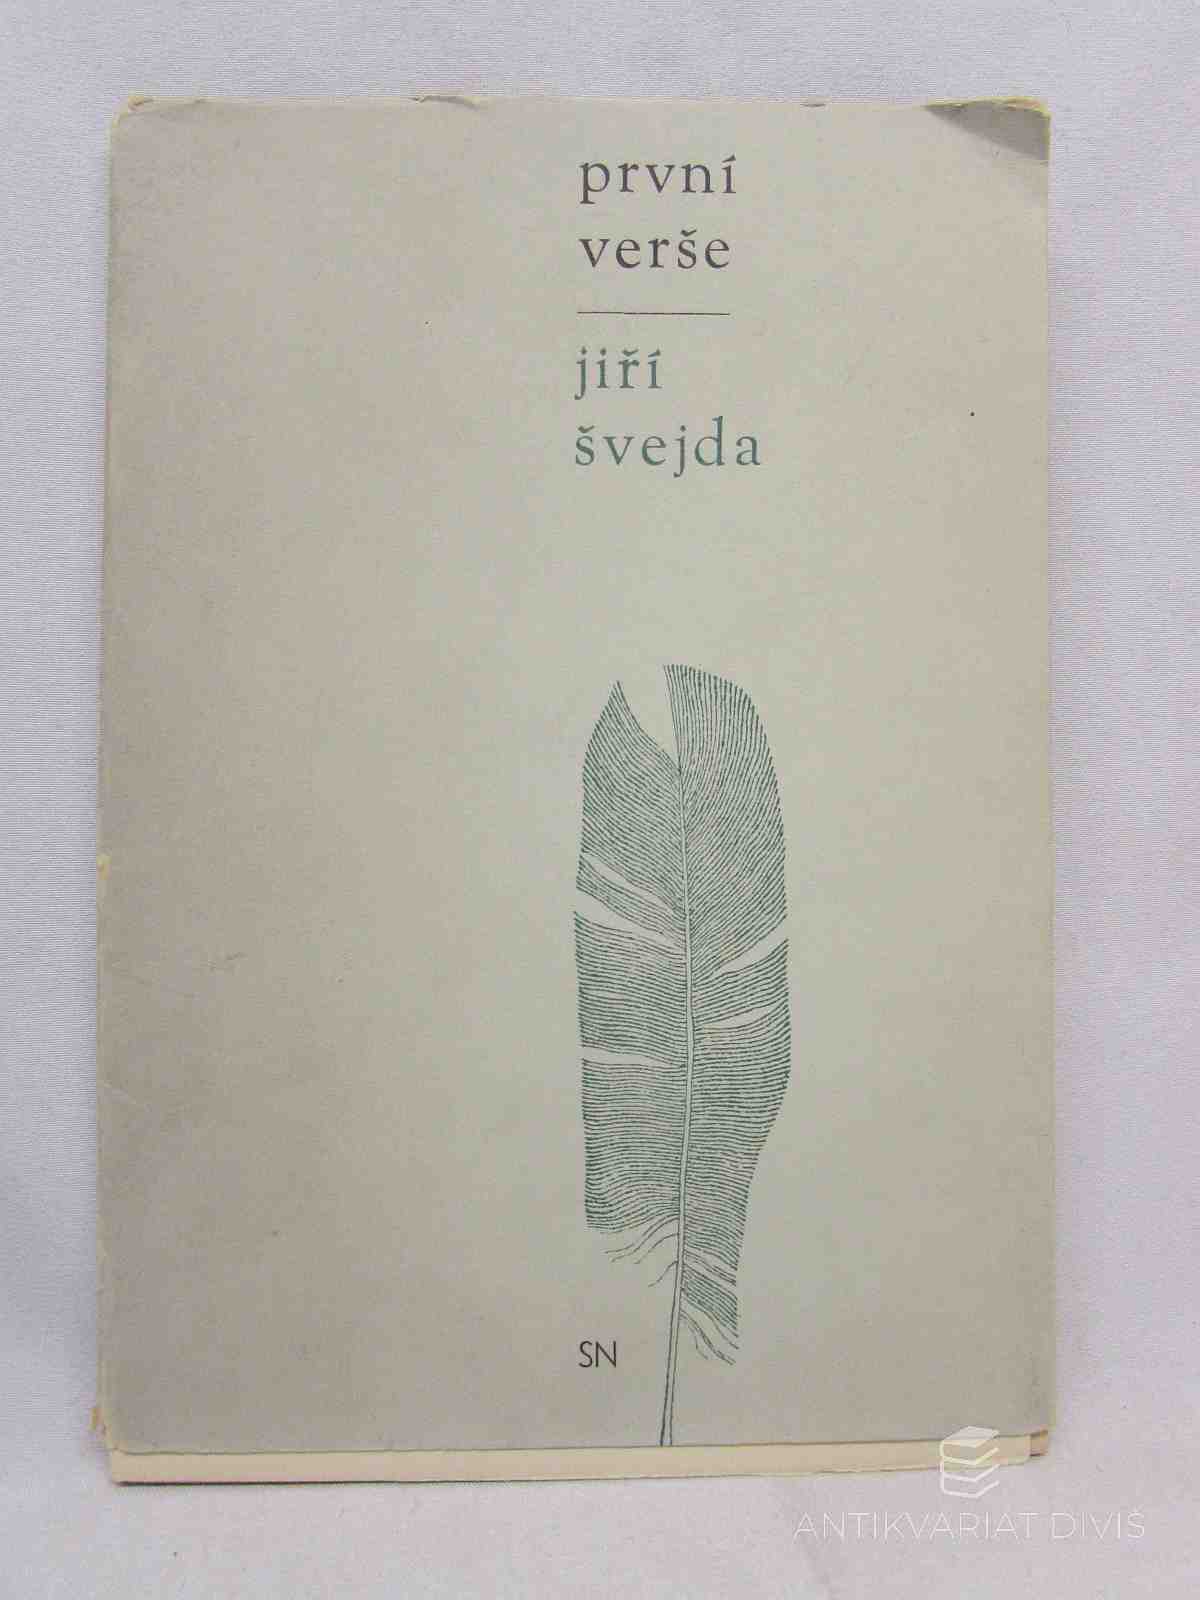 první
verše
jiří
švejda
SN
ANTIKVARIAT DIVIŠ